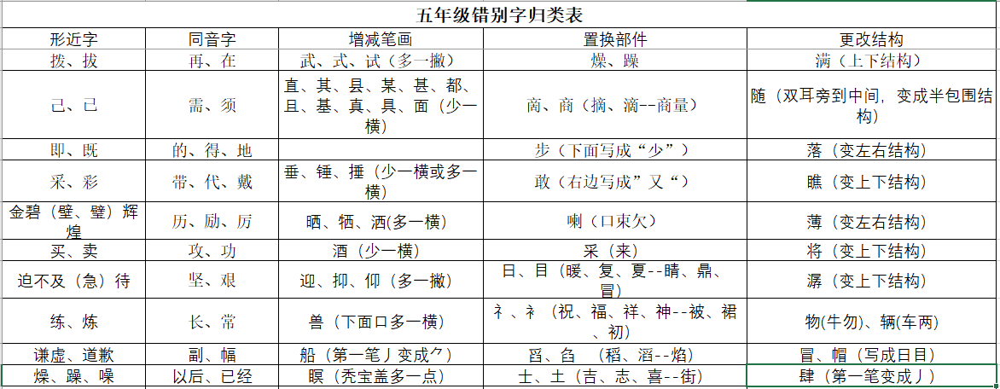 五年级错别字归类表
形近字 同音字 增减笔画 置换部件 更改结构
拨、拔 再、在 武、式、试（多一撇） 燥、躁 满（上下结构）
己、已 需、须 直、其、县、某、甚、都、且、基、真、具、面（少一横） 啇、商（摘、滴--商量） 随（双耳旁到中间，变成半包围结构）
即、既 的、得、地 步（下面写成“少”） 落（变左右结构）
采、彩 带、代、戴 垂、锤、捶（少一横或多一横） 敢（右边写成”又“） 瞧（变上下结构）
金碧（壁、璧）辉煌 历、励、厉 晒、牺、洒(多一横） 喇（口束欠） 薄（变左右结构）
买、卖 攻、功 酒（少一横） 采（来） 将（变上下结构）
迫不及（急）待 坚、艰 迎、抑、仰（多一撇） 日、目（暖、复、夏--睛、鼎、冒） 潺（变上下结构）
练、炼 长、常 兽（下面口多一横） 礻、衤（祝、福、祥、神--被、裙、初） 物(牛勿)、辆(车两)
谦虚、道歉 副、幅 船（第一笔丿变成⺈） 舀、臽 （稻、滔--焰） 冒、帽（写成日目）
燥、躁、噪 以后、已经 瞑（秃宝盖多一点） 士、土（吉、志、喜--街） 肆（第一笔变成丿）